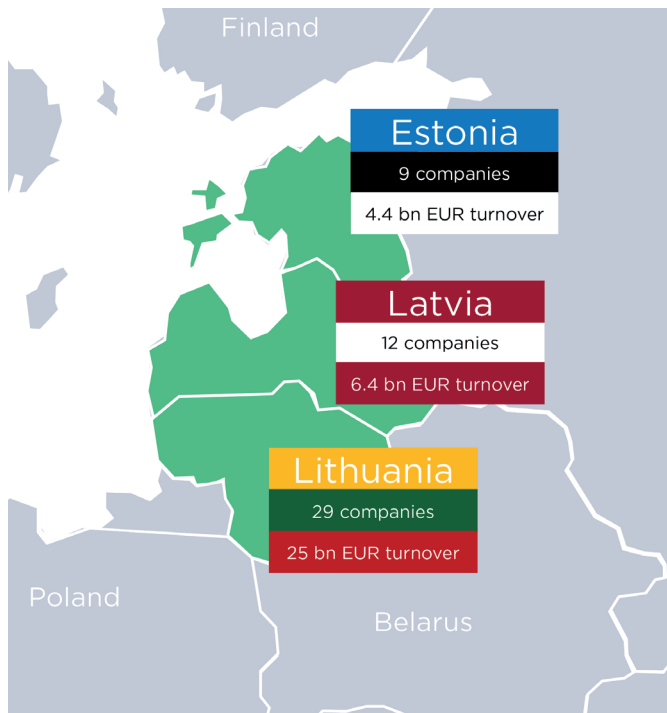 Finland
Estonia
9 companies
4.4 bn EUR turnover
Latvia
12 companies
6.4 bn EUR turnover
Lithuania
29 companies
25 bn EUR turnover
Poland
Belarus